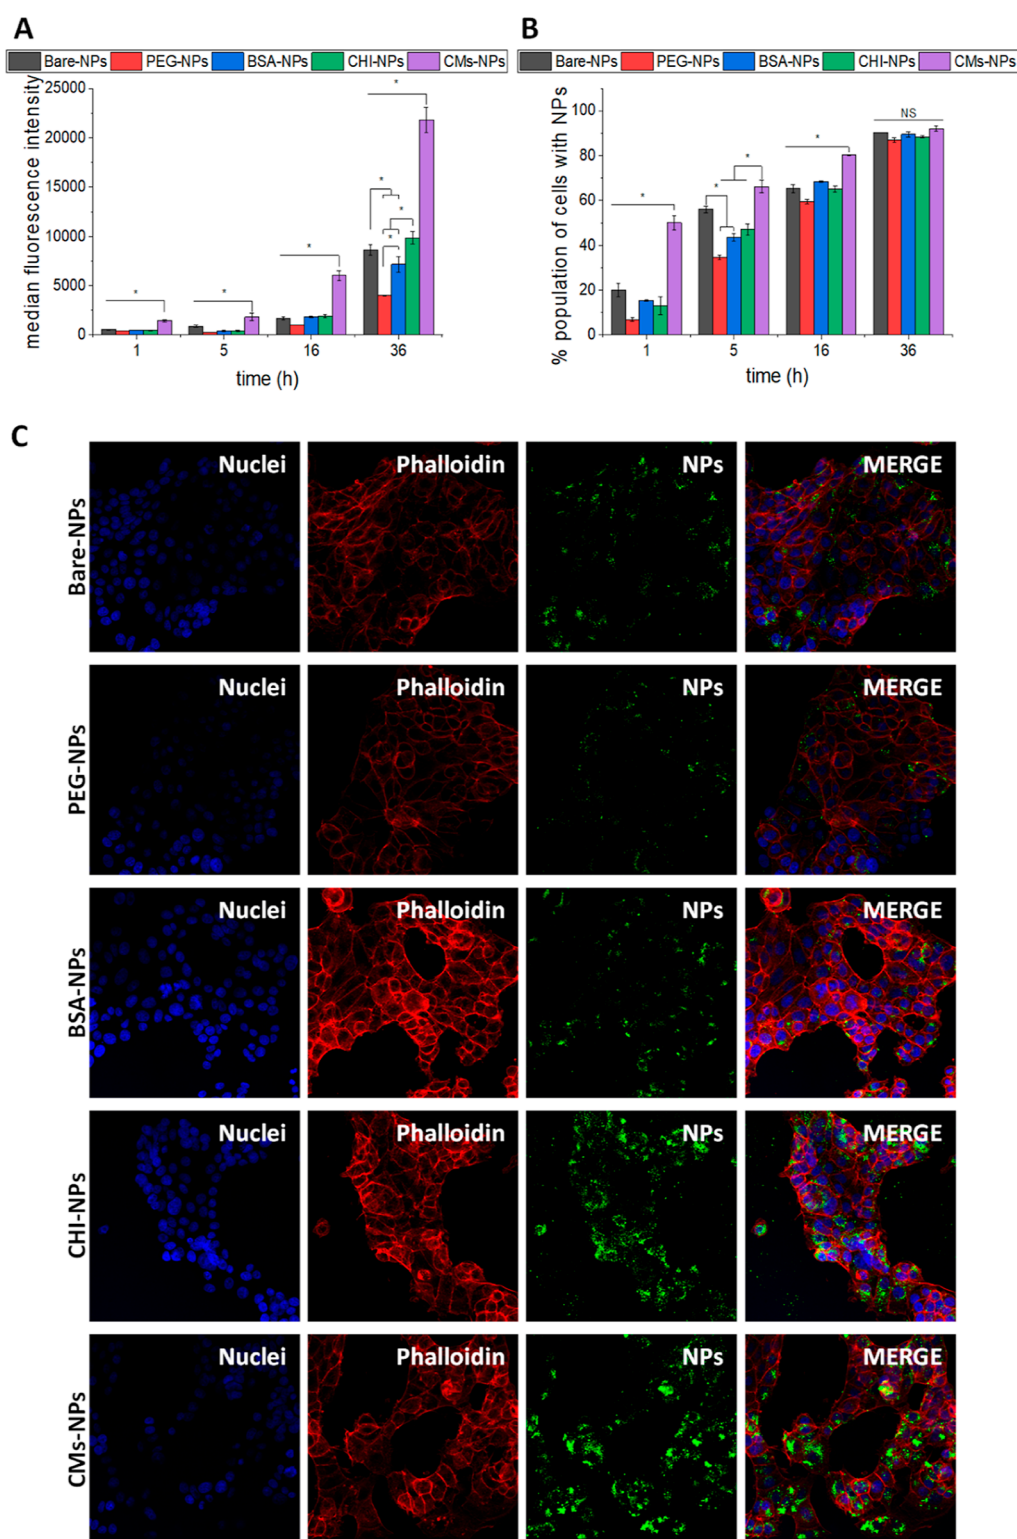 A
Bare-NPs PEG-NPs BSA-NPs CHI-NPs CMs-NPs
median fluorescence intensity
25000
20000
15000
10000
5000
0
*
*
*
*
*
*
*
1 5 16 36
time (h)
B
Bare-NPs PEG-NPs BSA-NPs CHI-NPs CMs-NPs
% population of cells with NPs
100
80
60
40
20
0
*
*
*
*
NS
1 5 16 36
time (h)
C
Bare-NPs
Nuclei Phalloidin NPs MERGE
PEG-NPs
Nuclei Phalloidin NPs MERGE
BSA-NPs
Nuclei Phalloidin NPs MERGE
CHI-NPs
Nuclei Phalloidin NPs MERGE
CMs-NPs
Nuclei Phalloidin NPs MERGE